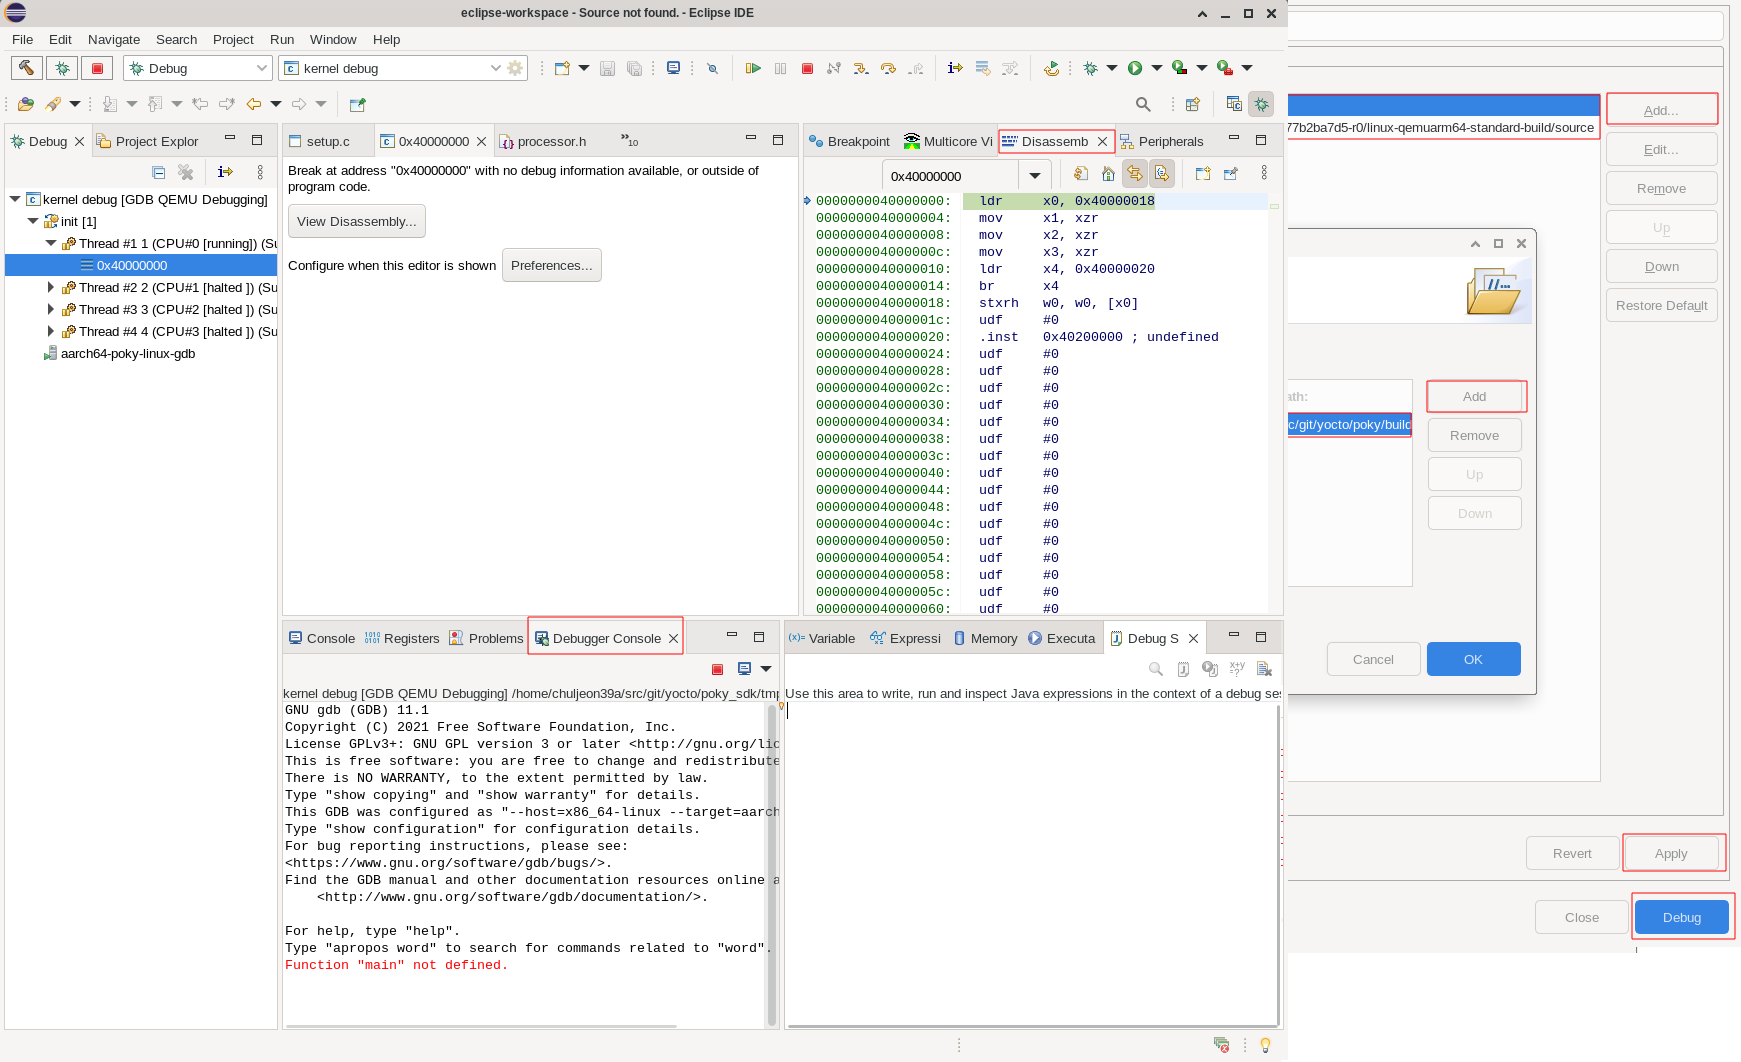 eclipse-workspace - Source not found. - Eclipse IDE
File Edit Navigate Search Project Run Window Help
Debug
kernel debug
Debug
Project Explor
kernel debug [GDB QEMU Debugging]
init [1]
Thread #1 1 (CPU#0 [running]) (Su
0x40000000
Thread #2 2 (CPU#1 [halted ]) (Su
Thread #3 3 (CPU#2 [halted ]) (Su
Thread #4 4 (CPU#3 [halted ]) (Su
aarch64-poky-linux-gdb
setup.c
0x40000000
processor.h
»10
Break at address "0x40000000" with no debug information available, or outside of
program code.
View Disassembly...
Configure when this editor is shown
Preferences...
Breakpoint
Multicore Vi
Disassemb
Peripherals
0x40000000
0000000040000000: ldr x0, 0x40000018
0000000040000004: mov x1, xzr
0000000040000008: mov x2, xzr
000000004000000c: mov x3, xzr
0000000040000010: ldr x4, 0x40000020
0000000040000014: br x4
0000000040000018: stxrh w0, w0, [x0]
000000004000001c: udf #0
0000000040000020: .inst 0x40200000 ; undefined
0000000040000024: udf #0
0000000040000028: udf #0
000000004000002c: udf #0
0000000040000030: udf #0
0000000040000034: udf #0
0000000040000038: udf #0
000000004000003c: udf #0
0000000040000040: udf #0
0000000040000044: udf #0
0000000040000048: udf #0
000000004000004c: udf #0
0000000040000050: udf #0
0000000040000054: udf #0
0000000040000058: udf #0
000000004000005c: udf #0
0000000040000060: udf #0
Console
Registers
Problems
Debugger Console
kernel debug [GDB QEMU Debugging] /home/chuljeon39a/src/git/yocto/poky_sdk/tmp
GNU gdb (GDB) 11.1
Copyright (C) 2021 Free Software Foundation, Inc.
License GPLv3+: GNU GPL version 3 or later <http://gnu.org/lic
This is free software: you are free to change and redistribute
There is NO WARRANTY, to the extent permitted by law.
Type "show copying" and "show warranty" for details.
This GDB was configured as "--host=x86_64-linux --target=aarch
Type "show configuration" for configuration details.
For bug reporting instructions, please see:
<https://www.gnu.org/software/gdb/bugs/>.
Find the GDB manual and other documentation resources online a
<http://www.gnu.org/software/gdb/documentation/>.
For help, type "help".
Type "apropos word" to search for commands related to "word".
Function "main" not defined.
Variable
Expressi
Memory
Executa
Debug S
Use this area to write, run and inspect Java expressions in the context of a debug ses
77b2ba7d5-r0/linux-qemuarm64-standard-build/source
Add...
Edit...
Remove
Up
Down
Restore Default
ath:
c/git/yocto/poky/build
Add
Remove
Up
Down
Cancel
OK
Revert
Apply
Close
Debug